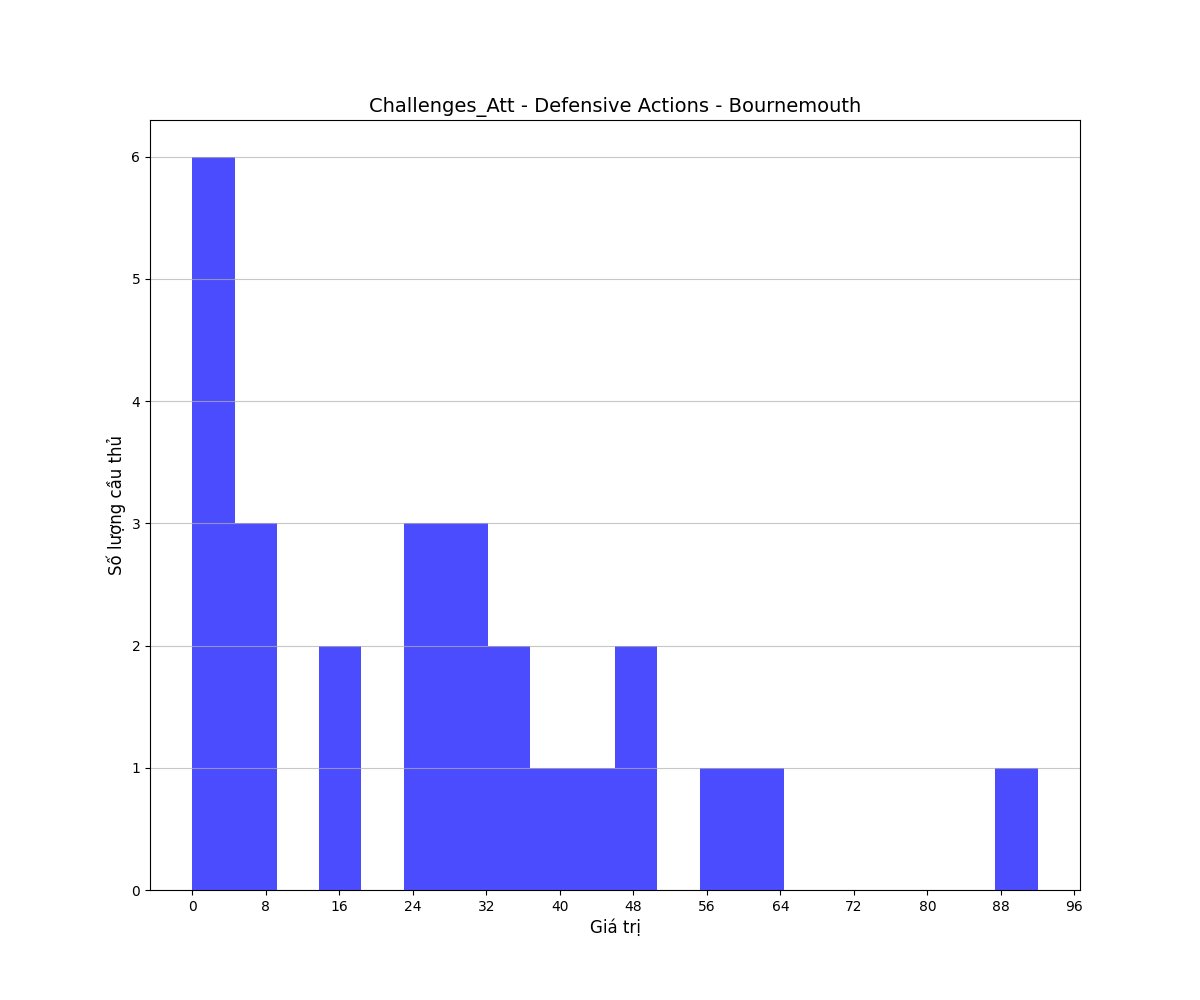 Challenges_Att - Defensive Actions - Bournemouth
6
5
4
3
2
1
0
Số lượng cầu thủ
0 8 16 24 32 40 48 56 64 72 80 88 96
Giá trị